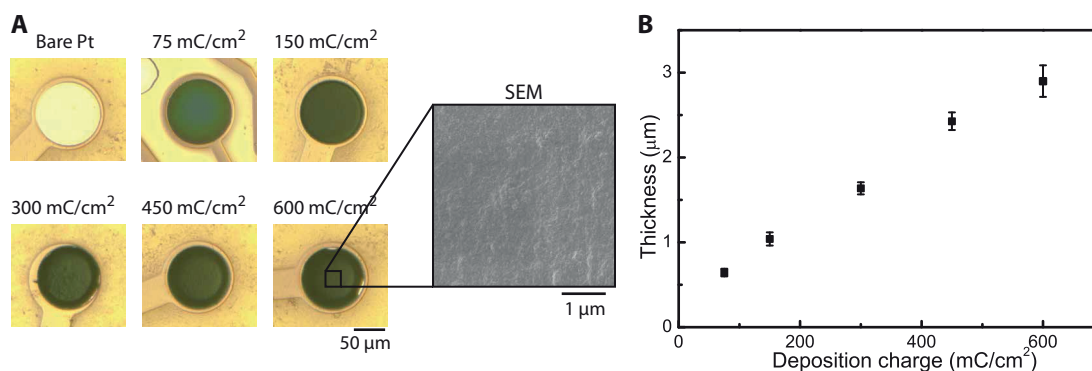 A
Bare Pt
75 mC/cm²
150 mC/cm²
SEM
300 mC/cm²
450 mC/cm²
600 mC/cm²
50 μm
1 μm
B
Thickness (μm)
3
2
1
0
0
200
400
600
Deposition charge (mC/cm²)